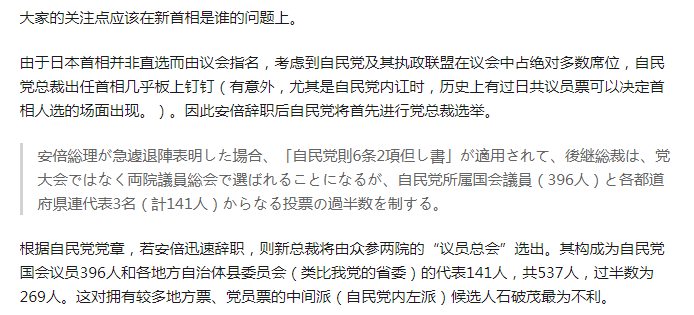 大家的关注点应该在新首相是谁的问题上。
由于日本首相并非直选而由议会指名，考虑到自民党及其执政联盟在议会中占绝对多数席位，自民
党总裁出任首相几乎板上钉钉（有意外，尤其是自民党内讧时，历史上有过日共议员票可以决定首
相人选的场面出现。）。因此安倍辞职后自民党将首先进行党总裁选举。
安倍総理が急遽退陣表明した場合、「自民党則6条2項但し書」が適用されて、後継総裁は、党
大会ではなく両院議員総会で選ばれることになるが、自民党所属国会議員（396人）と各都道
府県連代表3名（計141人）からなる投票の過半数を制する。
根据自民党党章，若安倍迅速辞职，则新总裁将由众参两院的“议员总会”选出。其构成为自民党
国会议员396人和各地方自治体县委员会（类比我党的省委）的代表141人，共537人，过半数为
269人。这对拥有较多地方票、党员票的中间派（自民党内左派）候选人石破茂最为不利。